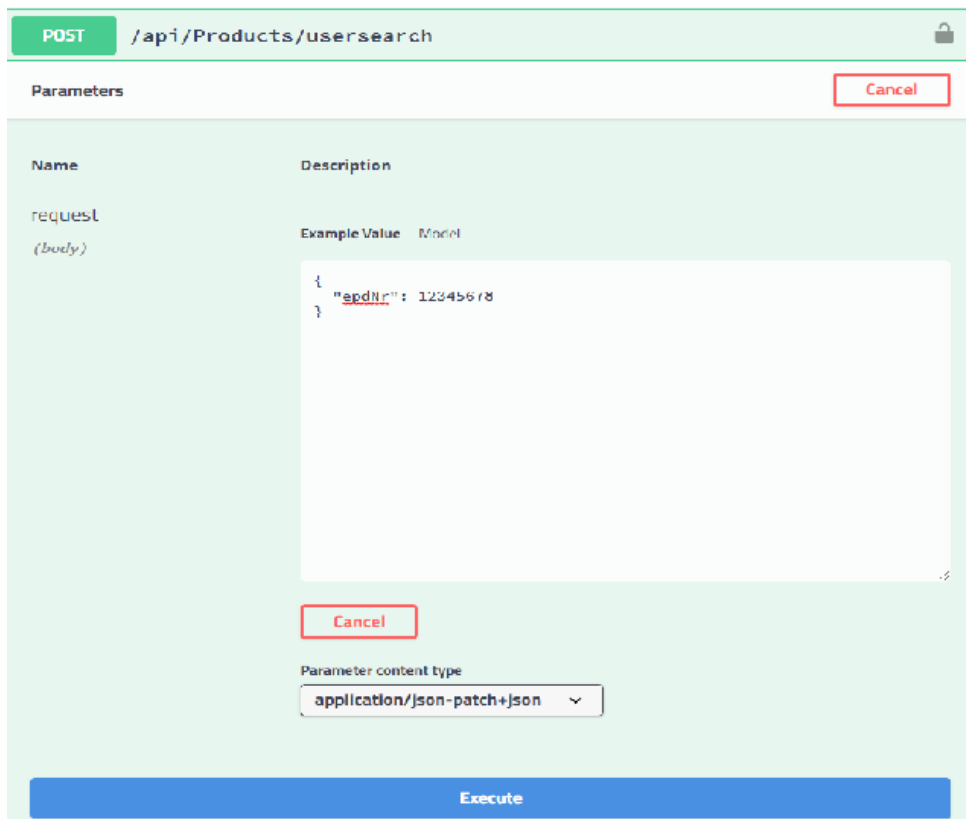 POST /api/Products/usersearch
Parameters Cancel
Name Description
request
(body)
Example Value Model
{
"epdNr": 12345678
}
Cancel
Parameter content type
application/json-patch+json
Execute